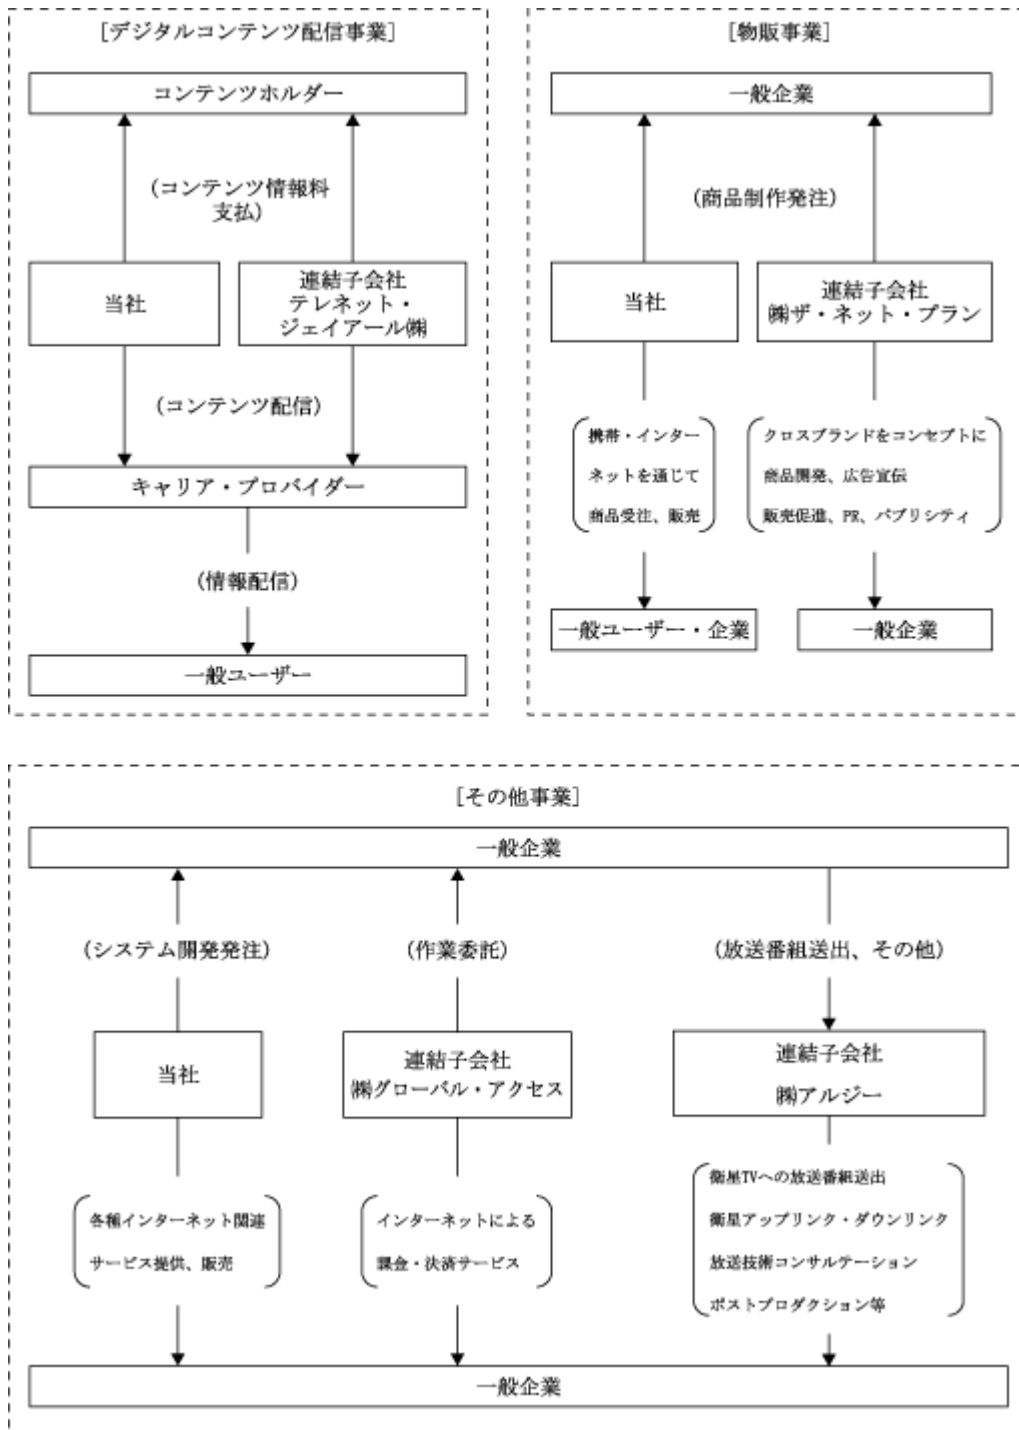 [デジタルコンテンツ配信事業]
コンテンツホルダー
(コンテンツ情報料
支払)
当社
連結子会社
テレネット・
ジェイアール㈱
(コンテンツ配信)
キャリア・プロバイダー
(情報配信)
一般ユーザー
[物販事業]
一般企業
(商品制作発注)
当社
連結子会社
㈱ザ・ネット・プラン
携帯・インター
ネットを通じて
商品受注、販売
クロスブランドをコンセプトに
商品開発、広告宣伝
販売促進、PR、パブリシティ
一般ユーザー・企業
一般企業
[その他事業]
一般企業
(システム開発発注)
(作業委託)
(放送番組送出、その他)
当社
連結子会社
㈱グローバル・アクセス
連結子会社
㈱アルジー
各種インターネット関連
サービス提供、販売
インターネットによる
課金・決済サービス
衛星TVへの放送番組送出
衛星アップリンク・ダウンリンク
放送技術コンサルテーション
ポストプロダクション等
一般企業